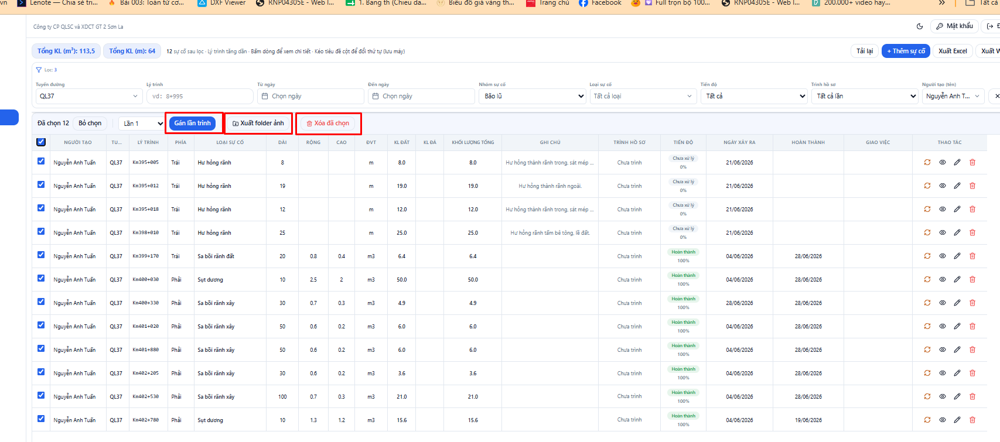 vn Lenote — Chia sẻ tri... Bài 003: Toán tử cơ... DXF Viewer RNP04305E - Web I... 1. Bang th (Chieu da... Biểu đồ giá vàng th... Trang chủ Facebook Full trọn bộ 100... RNP04305E - Web I... 200.000+ video hay... » Tất cả
Công ty CP QLSC và XDCT GT 2 Sơn La Mật khẩu
Tổng KL (m³): 113,5 Tổng KL (m): 64 12 sự cố sau lọc · Lý trình tăng dần · Bấm dòng để xem chi tiết · Kéo tiêu đề cột để đổi thứ tự (lưu máy) Tải lại + Thêm sự cố Xuất Excel Xuất W
Lọc: 3
Tuyến đường Lý trình Từ ngày Đến ngày Nhóm sự cố Loại sự cố Tiến độ Trình hồ sơ Người tạo (tên)
QL37 vd: 8+995 Chọn ngày Chọn ngày Bão lũ Tất cả loại Tất cả Tất cả lần Nguyễn Anh T...
Đã chọn 12 Bỏ chọn Lần 1 Gán lần trình Xuất folder ảnh Xóa đã chọn
NGƯỜI TẠO TU... LÝ TRÌNH PHÍA LOẠI SỰ CỐ DÀI RỘNG CAO ĐVT KL ĐẤT KL ĐÁ KHỐI LƯỢNG TỔNG GHI CHÚ TRÌNH HỒ SƠ TIẾN ĐỘ NGÀY XẢY RA HOÀN THÀNH GIAO VIỆC THAO TÁC
Nguyễn Anh Tuấn QL37 Km395+005 Trái Hư hỏng rãnh 8 m 8.0 8.0 Hư hỏng thành rãnh trong, sát mép ... Chưa trình Chưa xử lý 21/06/2026
0%
Nguyễn Anh Tuấn QL37 Km395+012 Trái Hư hỏng rãnh 19 m 19.0 19.0 Hư hỏng thành rãnh ngoài. Chưa trình Chưa xử lý 21/06/2026
0%
Nguyễn Anh Tuấn QL37 Km395+018 Trái Hư hỏng rãnh 12 m 12.0 12.0 Hư hỏng thành rãnh trong, sát mép ... Chưa trình Chưa xử lý 21/06/2026
0%
Nguyễn Anh Tuấn QL37 Km398+010 Trái Hư hỏng rãnh 25 m 25.0 25.0 Hư hỏng rãnh tấm bê tông, lề đất. Chưa trình Chưa xử lý 21/06/2026
0%
Nguyễn Anh Tuấn QL37 Km399+170 Trái Sa bồi rãnh đất 20 0.8 0.4 m3 6.4 6.4 Chưa trình Hoàn thành 04/06/2026 28/06/2026
100%
Nguyễn Anh Tuấn QL37 Km400+030 Phải Sụt dương 10 2.5 2 m3 50.0 50.0 Chưa trình Hoàn thành 04/06/2026 28/06/2026
100%
Nguyễn Anh Tuấn QL37 Km400+330 Phải Sa bồi rãnh xây 30 0.7 0.3 m3 4.9 4.9 Chưa trình Hoàn thành 28/06/2026 28/06/2026
100%
Nguyễn Anh Tuấn QL37 Km401+020 Phải Sa bồi rãnh xây 50 0.6 0.2 m3 6.0 6.0 Chưa trình Hoàn thành 04/06/2026 28/06/2026
100%
Nguyễn Anh Tuấn QL37 Km401+880 Phải Sa bồi rãnh xây 50 0.6 0.2 m3 6.0 6.0 Chưa trình Hoàn thành 04/06/2026 28/06/2026
100%
Nguyễn Anh Tuấn QL37 Km402+205 Phải Sa bồi rãnh xây 30 0.6 0.2 m3 3.6 3.6 Chưa trình Hoàn thành 04/06/2026 28/06/2026
100%
Nguyễn Anh Tuấn QL37 Km402+530 Phải Sa bồi rãnh xây 100 0.7 0.3 m3 21.0 21.0 Chưa trình Hoàn thành 04/06/2026 28/06/2026
100%
Nguyễn Anh Tuấn QL37 Km402+780 Phải Sụt dương 10 1.3 1.2 m3 15.6 15.6 Chưa trình Hoàn thành 04/06/2026 19/06/2026
100%